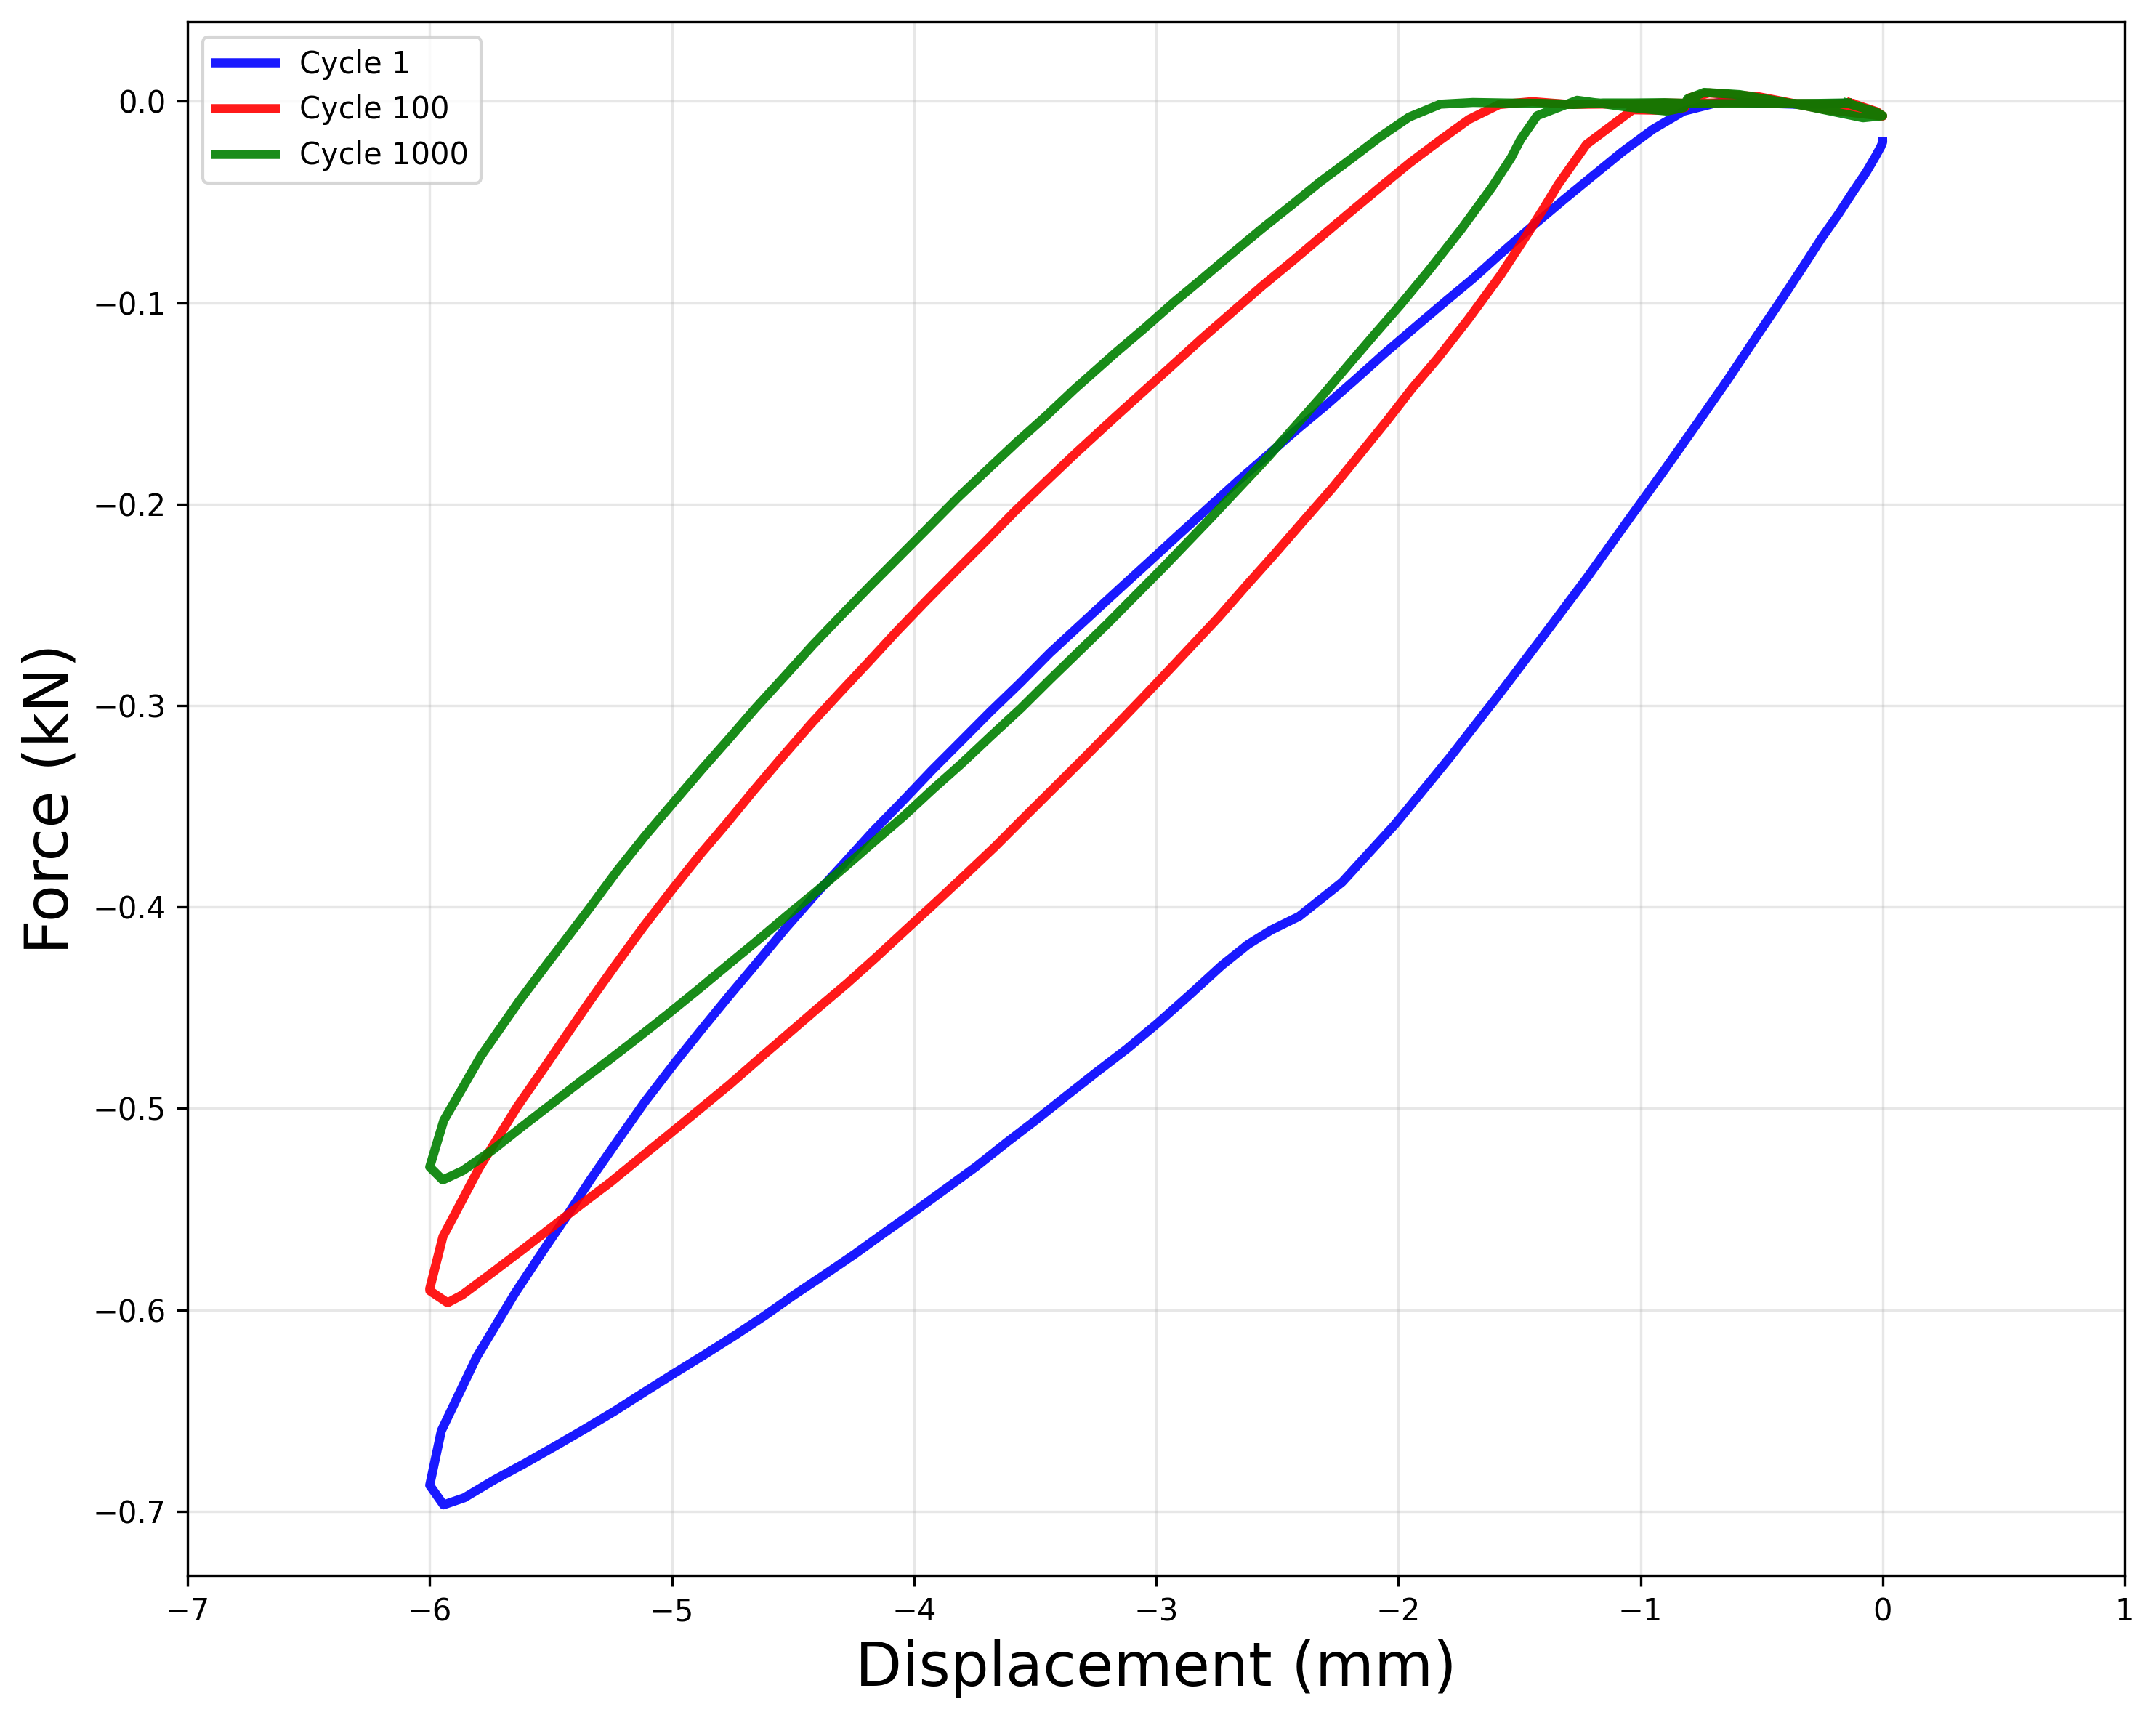 Cycle 1
Cycle 100
Cycle 1000
0.0
−0.1
−0.2
−0.3
−0.4
−0.5
−0.6
−0.7
Force (kN)
−7 −6 −5 −4 −3 −2 −1 0 1
Displacement (mm)